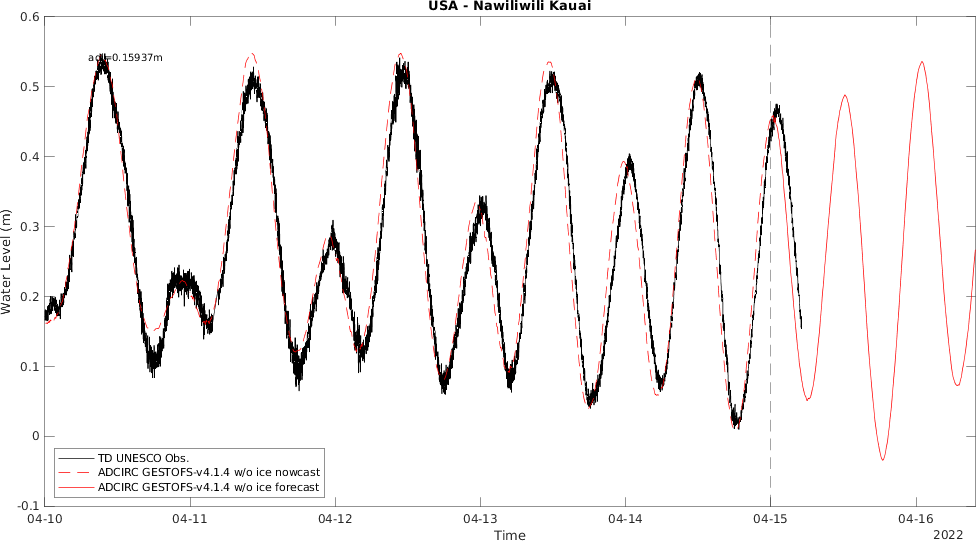 USA - Nawiliwili Kauai
0.6
0.5
0.4
0.3
0.2
0.1
0
-0.1
Water Level (m)
=0.15937m
TD UNESCO Obs.
ADCIRC GESTOFS-v4.1.4 w/o ice nowcast
ADCIRC GESTOFS-v4.1.4 w/o ice forecast
04-10
04-11
04-12
04-13
04-14
04-15
04-16
Time
2022